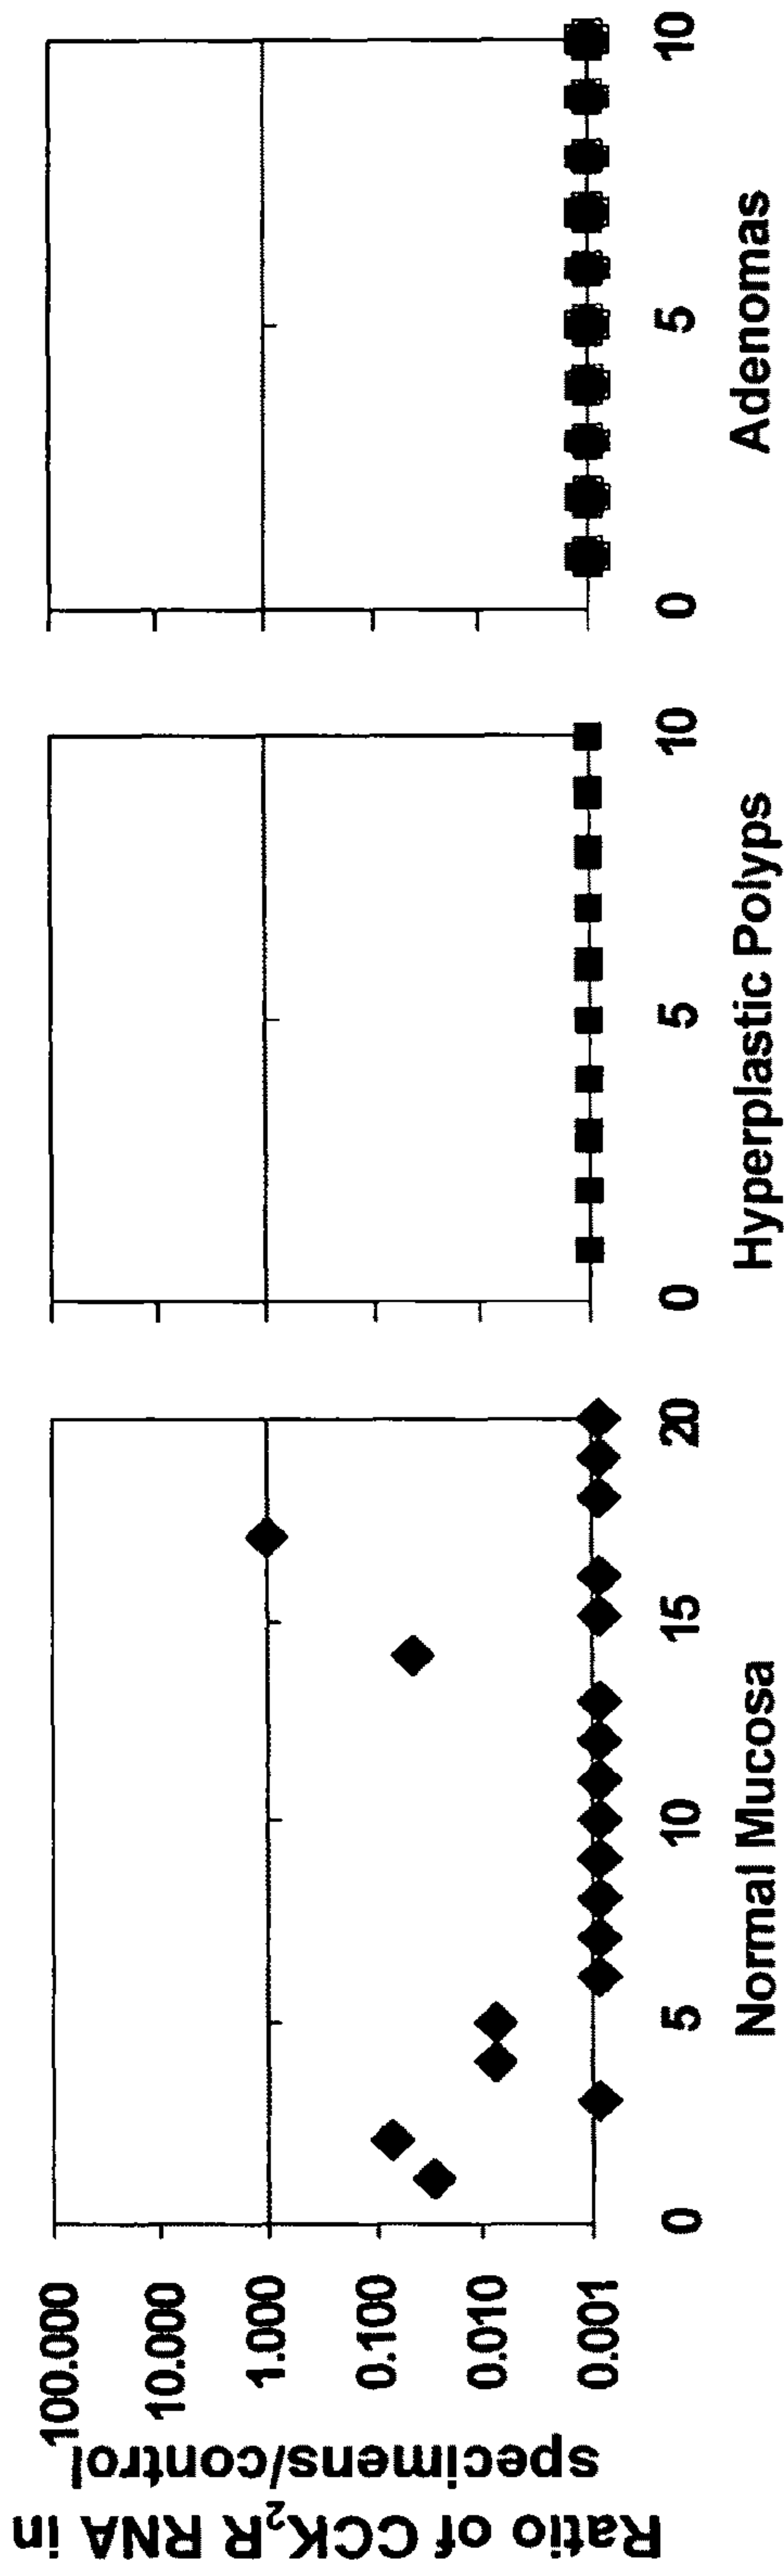 Ratio of CCK₂R RNA in
specimens/control
100.000
10.000
1.000
0.100
0.010
0.001
0 5 10 15 20
Normal Mucosa
0 5 10
Hyperplastic Polyps
0 5 10
Adenomas